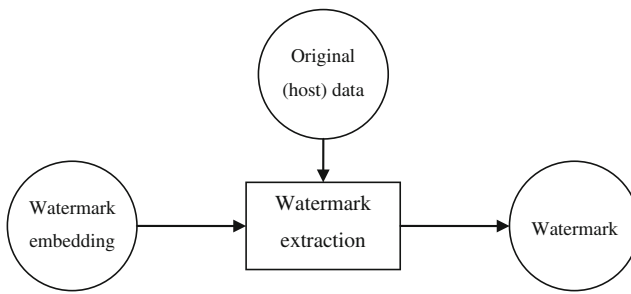 Original
(host) data
Watermark
embedding
Watermark
extraction
Watermark